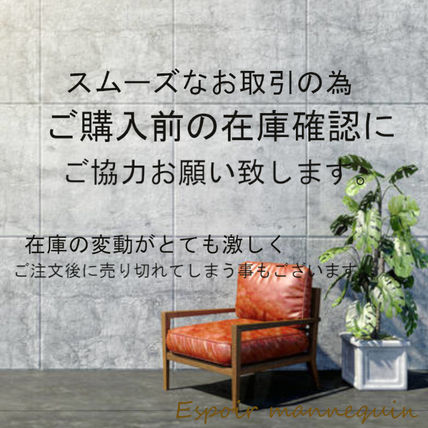 スムーズなお取引の為
ご購入前の在庫確認に
ご協力お願い致します。
在庫の変動がとても激しく
ご注文後に売り切れてしまう事もございます。
Espoir mannequin